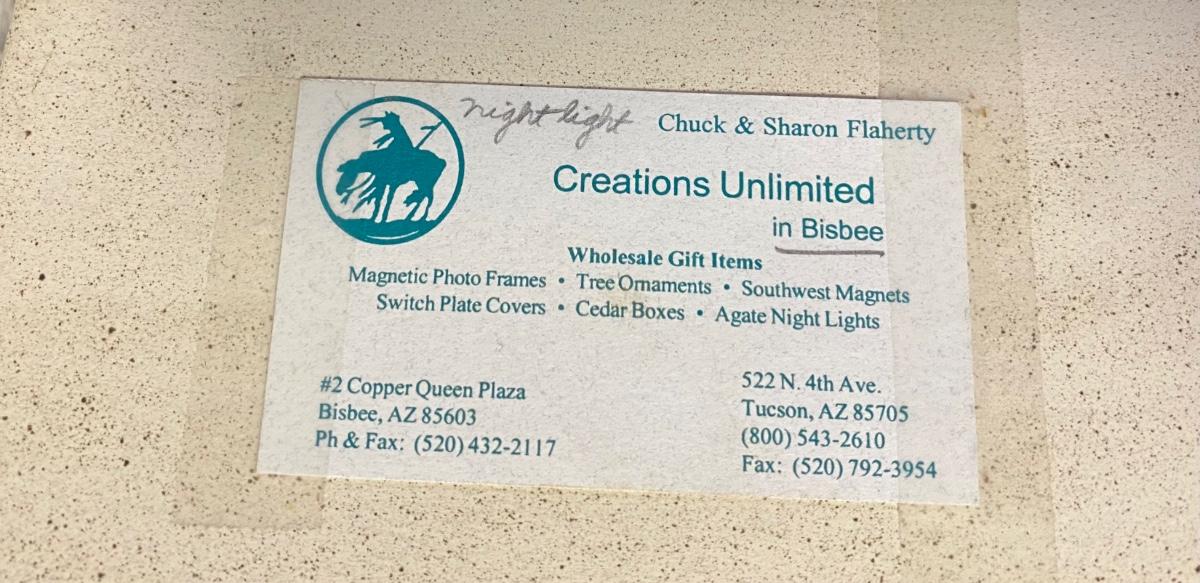 night light
Chuck & Sharon Flaherty
Creations Unlimited
in Bisbee
Wholesale Gift Items
Magnetic Photo Frames • Tree Ornaments • Southwest Magnets
Switch Plate Covers • Cedar Boxes • Agate Night Lights
#2 Copper Queen Plaza
Bisbee, AZ 85603
Ph & Fax: (520) 432-2117
522 N. 4th Ave.
Tucson, AZ 85705
(800) 543-2610
Fax: (520) 792-3954